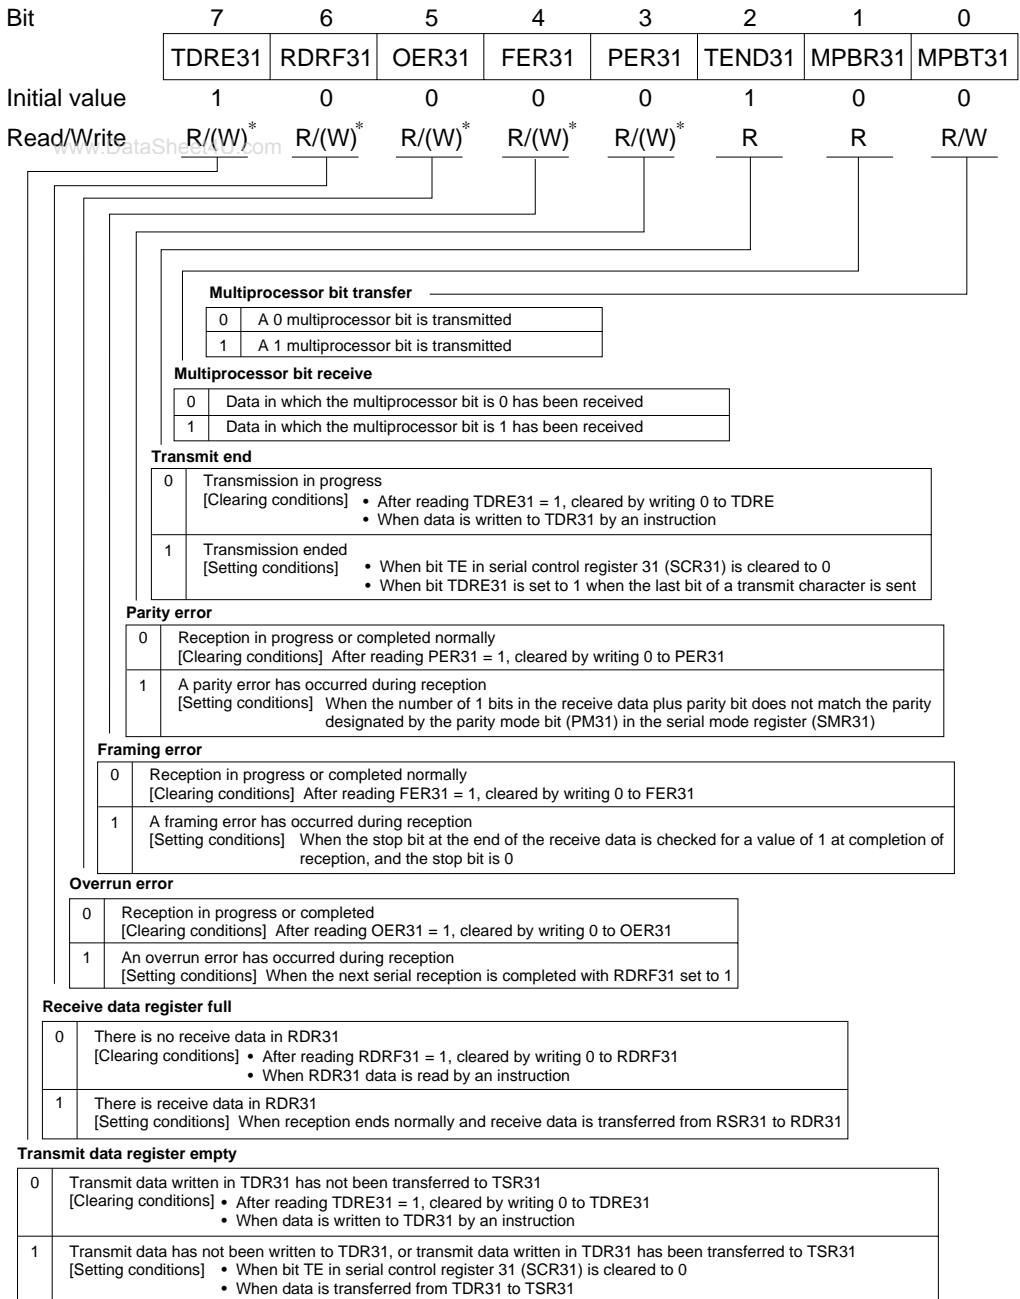 Bit 7 6 5 4 3 2 1 0
TDRE31 RDRF31 OER31 FER31 PER31 TEND31 MPBR31 MPBT31
Initial value 1 0 0 0 0 1 0 0
Read/Write R/(W)* R/(W)* R/(W)* R/(W)* R/(W)* R R R/W
www.DataSheet4U.com
Multiprocessor bit transfer
0 A 0 multiprocessor bit is transmitted
1 A 1 multiprocessor bit is transmitted
Multiprocessor bit receive
0 Data in which the multiprocessor bit is 0 has been received
1 Data in which the multiprocessor bit is 1 has been received
Transmit end
0 Transmission in progress
[Clearing conditions] • After reading TDRE31 = 1, cleared by writing 0 to TDRE
• When data is written to TDR31 by an instruction
1 Transmission ended
[Setting conditions] • When bit TE in serial control register 31 (SCR31) is cleared to 0
• When bit TDRE31 is set to 1 when the last bit of a transmit character is sent
Parity error
0 Reception in progress or completed normally
[Clearing conditions] After reading PER31 = 1, cleared by writing 0 to PER31
1 A parity error has occurred during reception
[Setting conditions] When the number of 1 bits in the receive data plus parity bit does not match the parity
designated by the parity mode bit (PM31) in the serial mode register (SMR31)
Framing error
0 Reception in progress or completed normally
[Clearing conditions] After reading FER31 = 1, cleared by writing 0 to FER31
1 A framing error has occurred during reception
[Setting conditions] When the stop bit at the end of the receive data is checked for a value of 1 at completion of
reception, and the stop bit is 0
Overrun error
0 Reception in progress or completed
[Clearing conditions] After reading OER31 = 1, cleared by writing 0 to OER31
1 An overrun error has occurred during reception
[Setting conditions] When the next serial reception is completed with RDRF31 set to 1
Receive data register full
0 There is no receive data in RDR31
[Clearing conditions] • After reading RDRF31 = 1, cleared by writing 0 to RDRF31
• When RDR31 data is read by an instruction
1 There is receive data in RDR31
[Setting conditions] When reception ends normally and receive data is transferred from RSR31 to RDR31
Transmit data register empty
0 Transmit data written in TDR31 has not been transferred to TSR31
[Clearing conditions] • After reading TDRE31 = 1, cleared by writing 0 to TDRE31
• When data is written to TDR31 by an instruction
1 Transmit data has not been written to TDR31, or transmit data written in TDR31 has been transferred to TSR31
[Setting conditions] • When bit TE in serial control register 31 (SCR31) is cleared to 0
• When data is transferred from TDR31 to TSR31